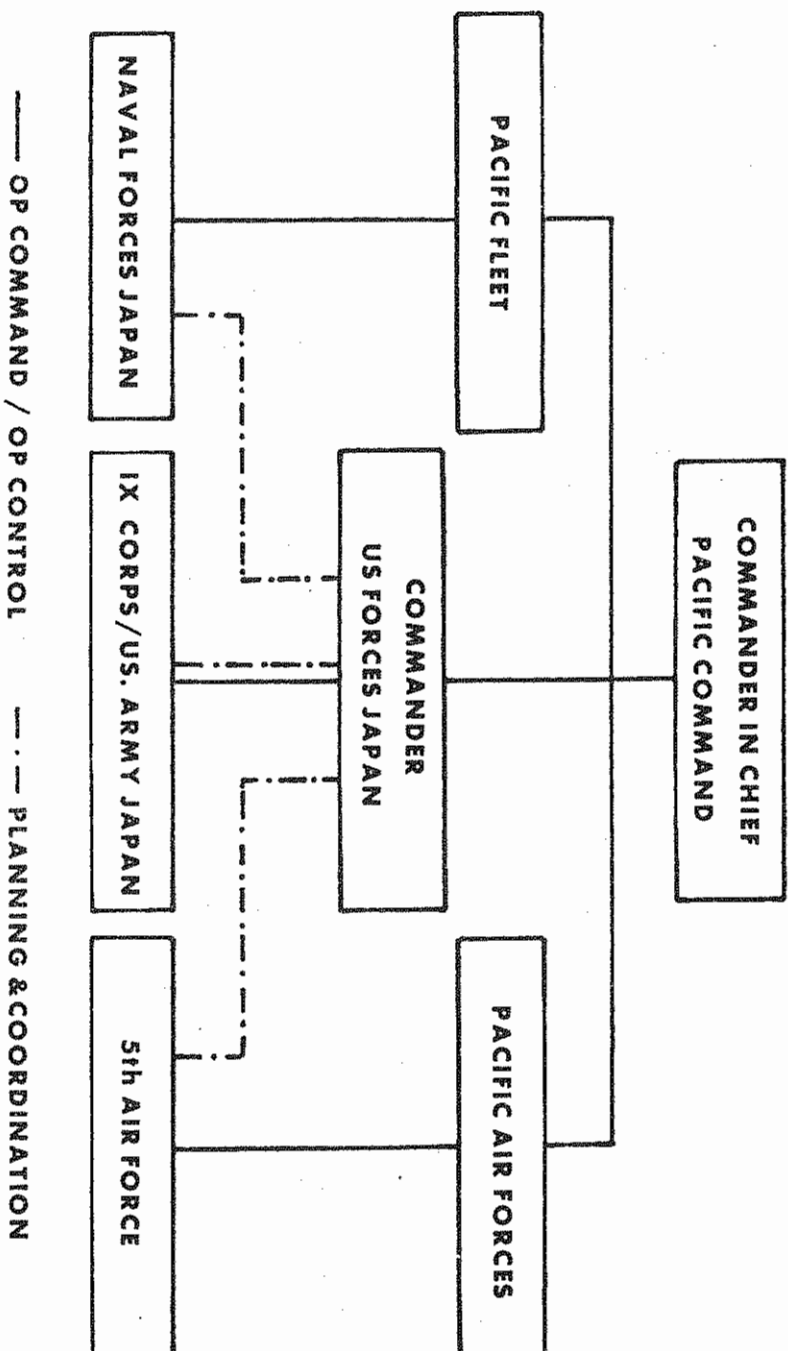 COMMANDER IN CHIEF
PACIFIC COMMAND
PACIFIC FLEET
PACIFIC AIR FORCES
COMMANDER
US FORCES JAPAN
NAVAL FORCES JAPAN
IX CORPS/US. ARMY JAPAN
5th AIR FORCE
OP COMMAND / OP CONTROL
PLANNING &COORDINATION